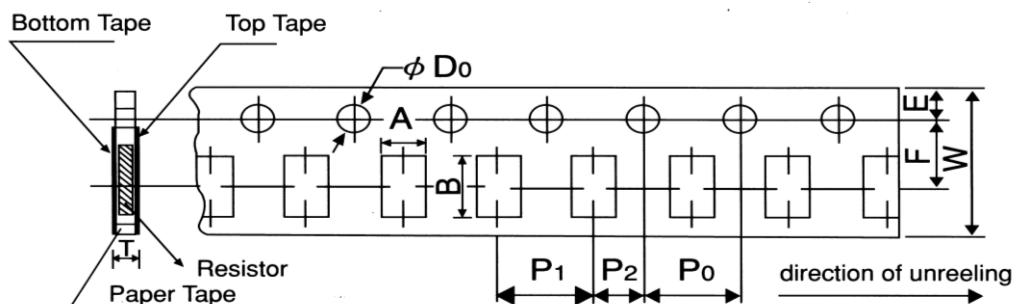 Bottom Tape
Top Tape
ϕ D0
A
B
E
F
W
T
Resistor
Paper Tape
P1
P2
P0
direction of unreeling